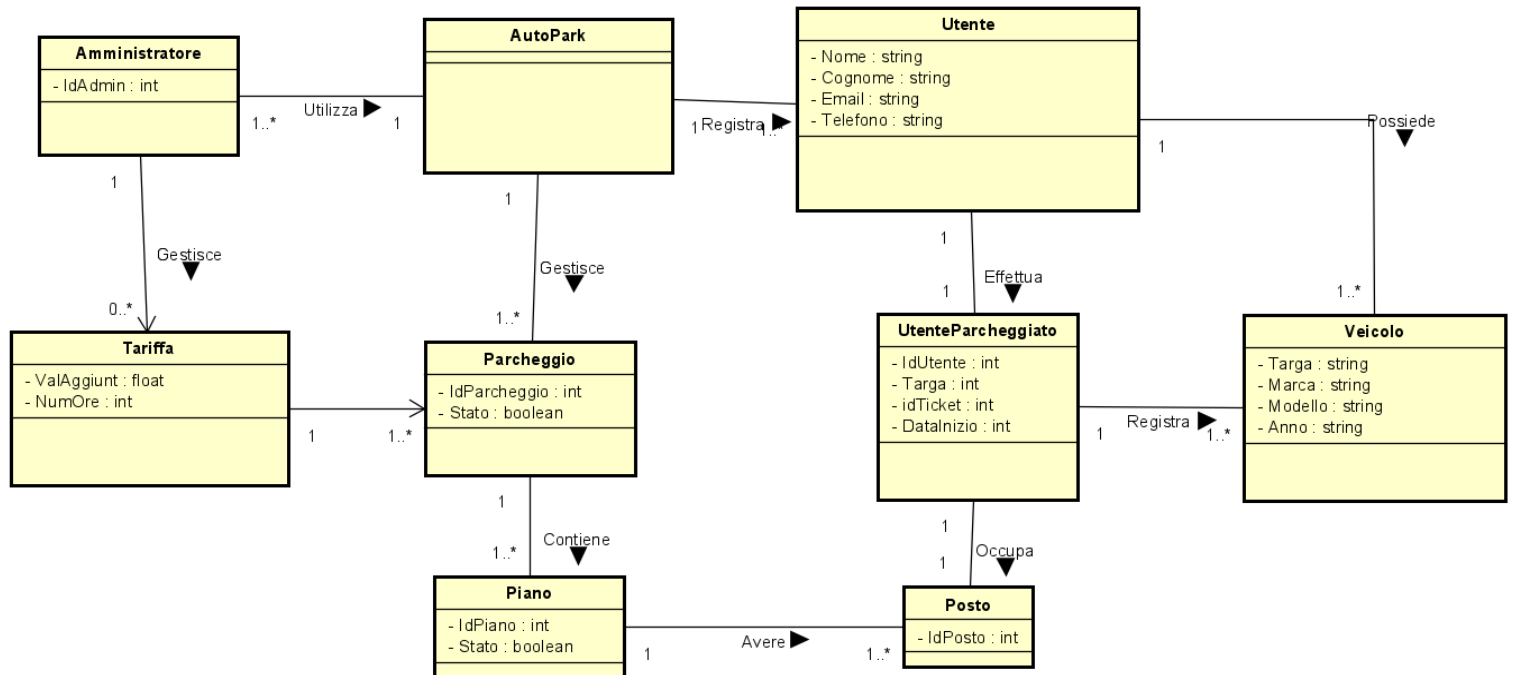 Amministratore
- IdAdmin : int
Utilizza
1..*
1
AutoPark
1
Registra
1..*
Utente
- Nome : string
- Cognome : string
- Email : string
- Telefono : string
1
Possiede
1..*
1
Gestisce
0..*
1
Gestisce
1..*
1
Effettua
1
Tariffa
- ValAggiunt : float
- NumOre : int
1
1..*
Parcheggio
- IdParcheggio : int
- Stato : boolean
UtenteParcheggiato
- IdUtente : int
- Targa : int
- idTicket : int
- DataInizio : int
1
Registra
1..*
Veicolo
- Targa : string
- Marca : string
- Modello : string
- Anno : string
1
Contiene
1..*
1
Occupa
1
Piano
- IdPiano : int
- Stato : boolean
1
Avere
1..*
Posto
- IdPosto : int